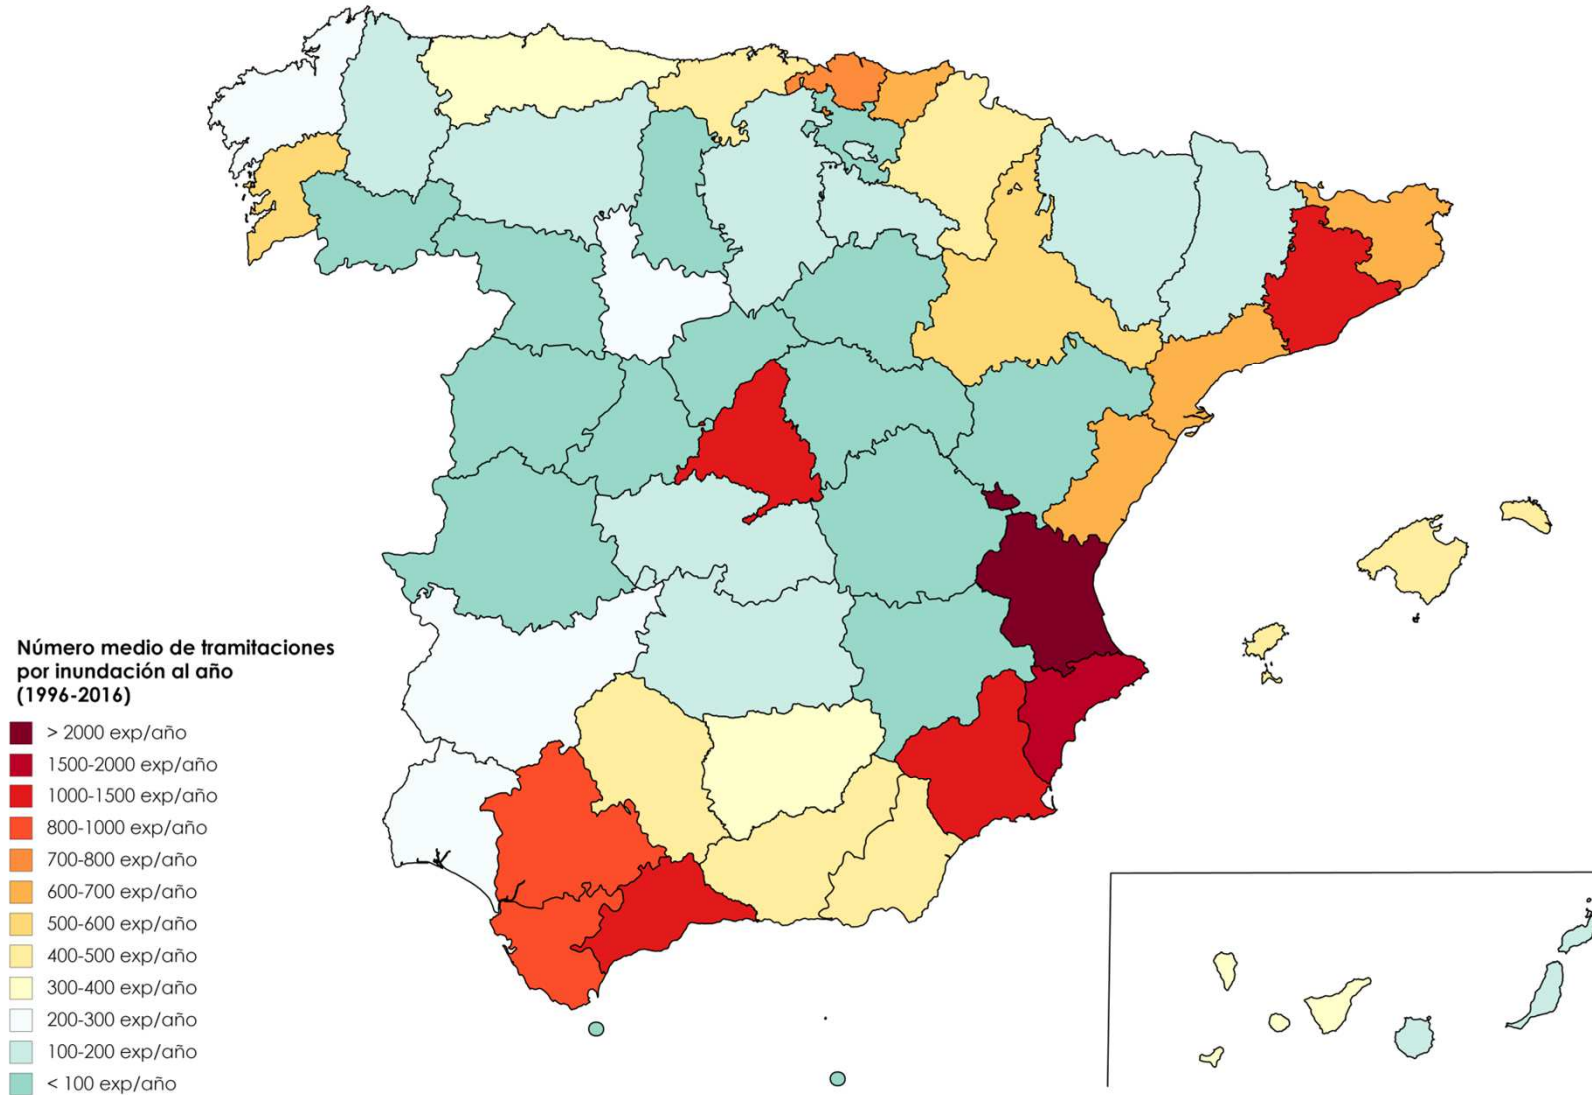 Número medio de tramitaciones
por inundación al año
(1996-2016)
> 2000 exp/año
1500-2000 exp/año
1000-1500 exp/año
800-1000 exp/año
700-800 exp/año
600-700 exp/año
500-600 exp/año
400-500 exp/año
300-400 exp/año
200-300 exp/año
100-200 exp/año
< 100 exp/año